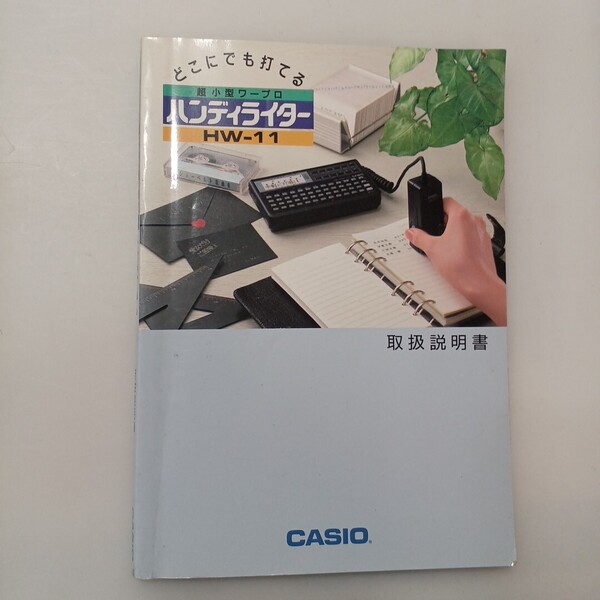 どこにでも打てる
超小型ワープロ
ハンディライター
HW-11
取扱説明書
CASIO